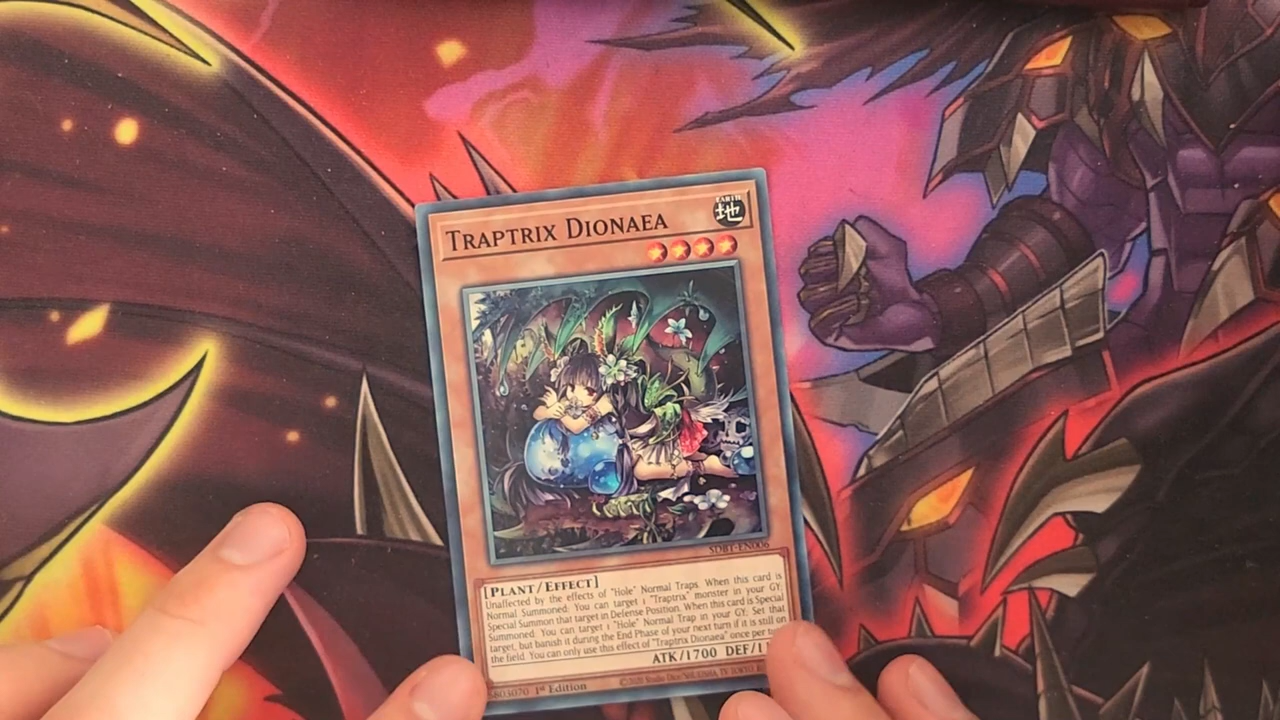 TRAPTRIX DIONAEA
EARTH
地
SDBT-EN006
[PLANT/EFFECT]
Unaffected by the effects of "Hole" Normal Traps. When this card is
Normal Summoned: You can target 1 "Traptrix" monster in your GY;
Special Summon that target in Defense Position. When this card is Special
Summoned: You can target 1 "Hole" Normal Trap in your GY; Set that
target, but banish it during the End Phase of your next turn if it is still on
the field. You can only use this effect of "Traptrix Dionaea" once per
ATK/1700 DEF/1
803070 1st Edition